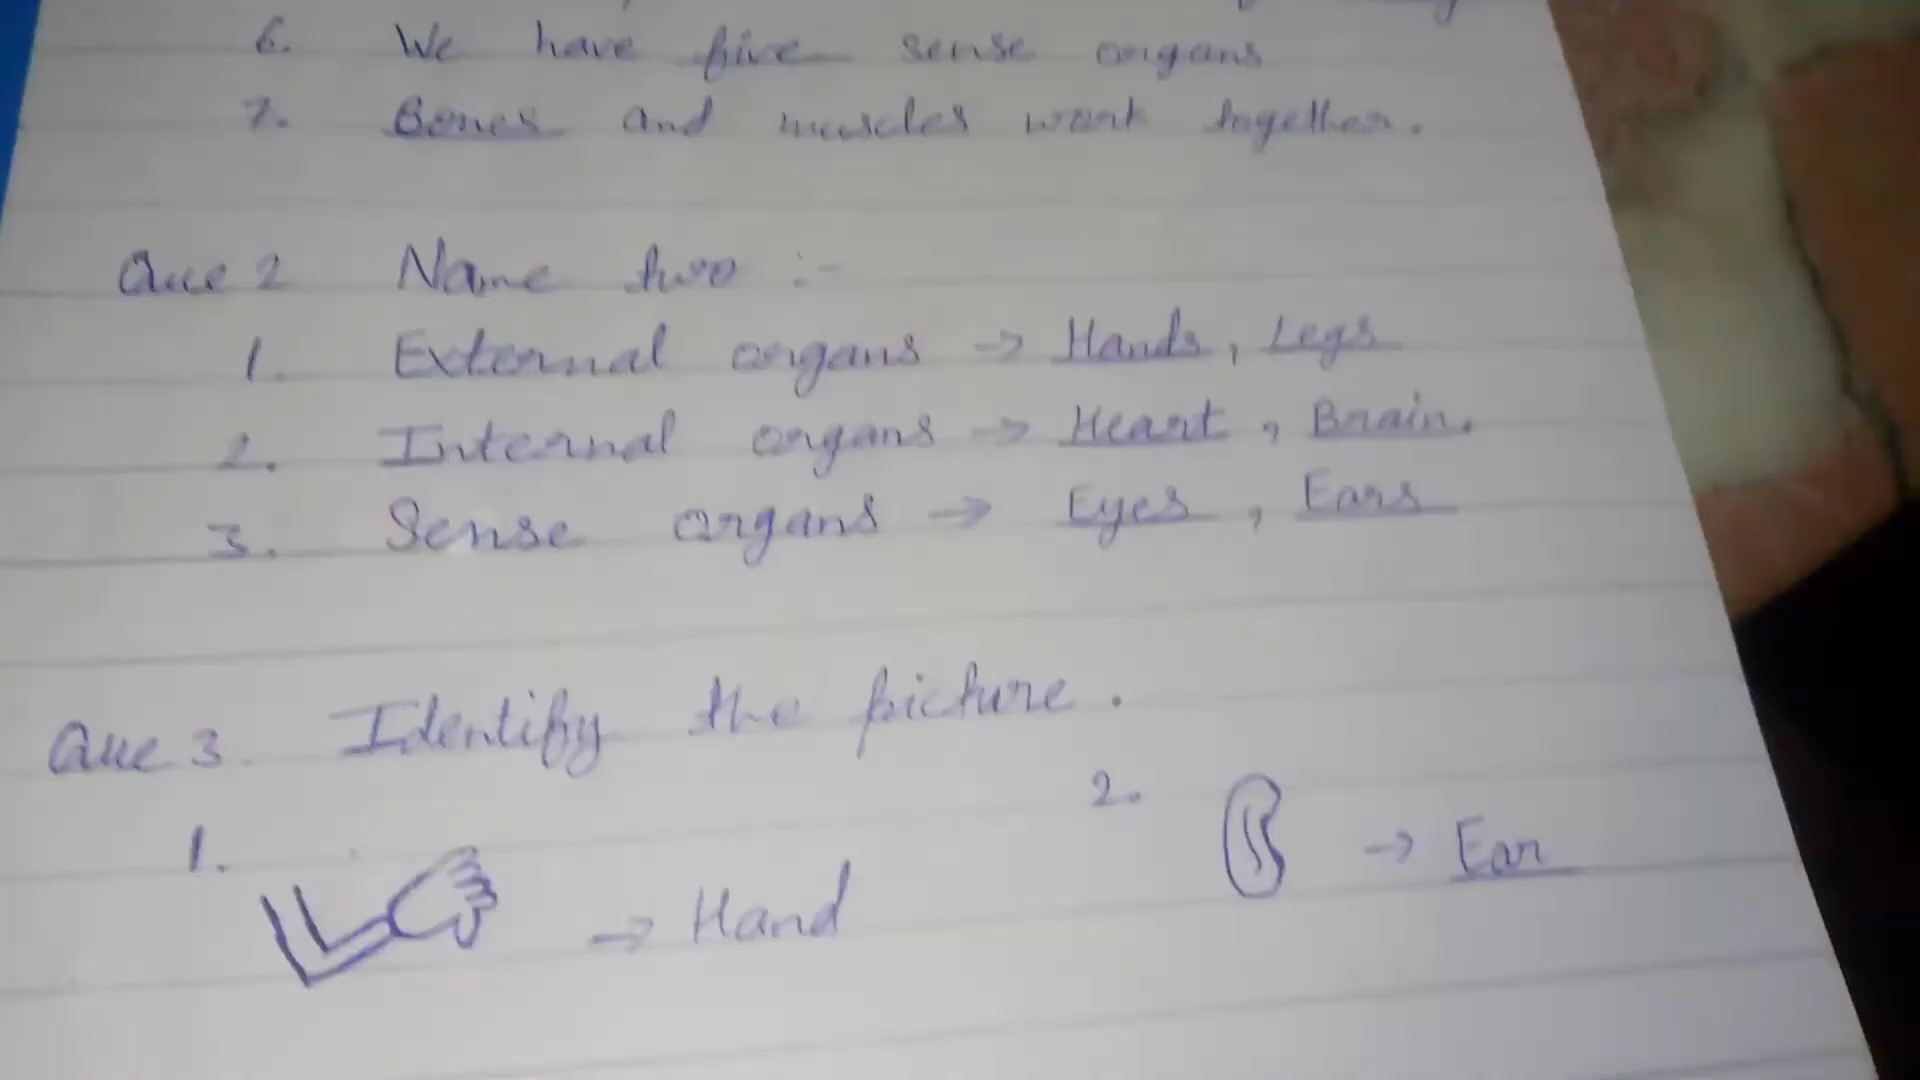 6. We have five sense organs
7. Bones and muscles work together.
Que 2 Name two :-
1. External organs → Hands, Legs
2. Internal organs → Heart, Brain.
3. Sense organs → Eyes, Ears
Que 3. Identify the picture.
1. → Hand
2. → Ear